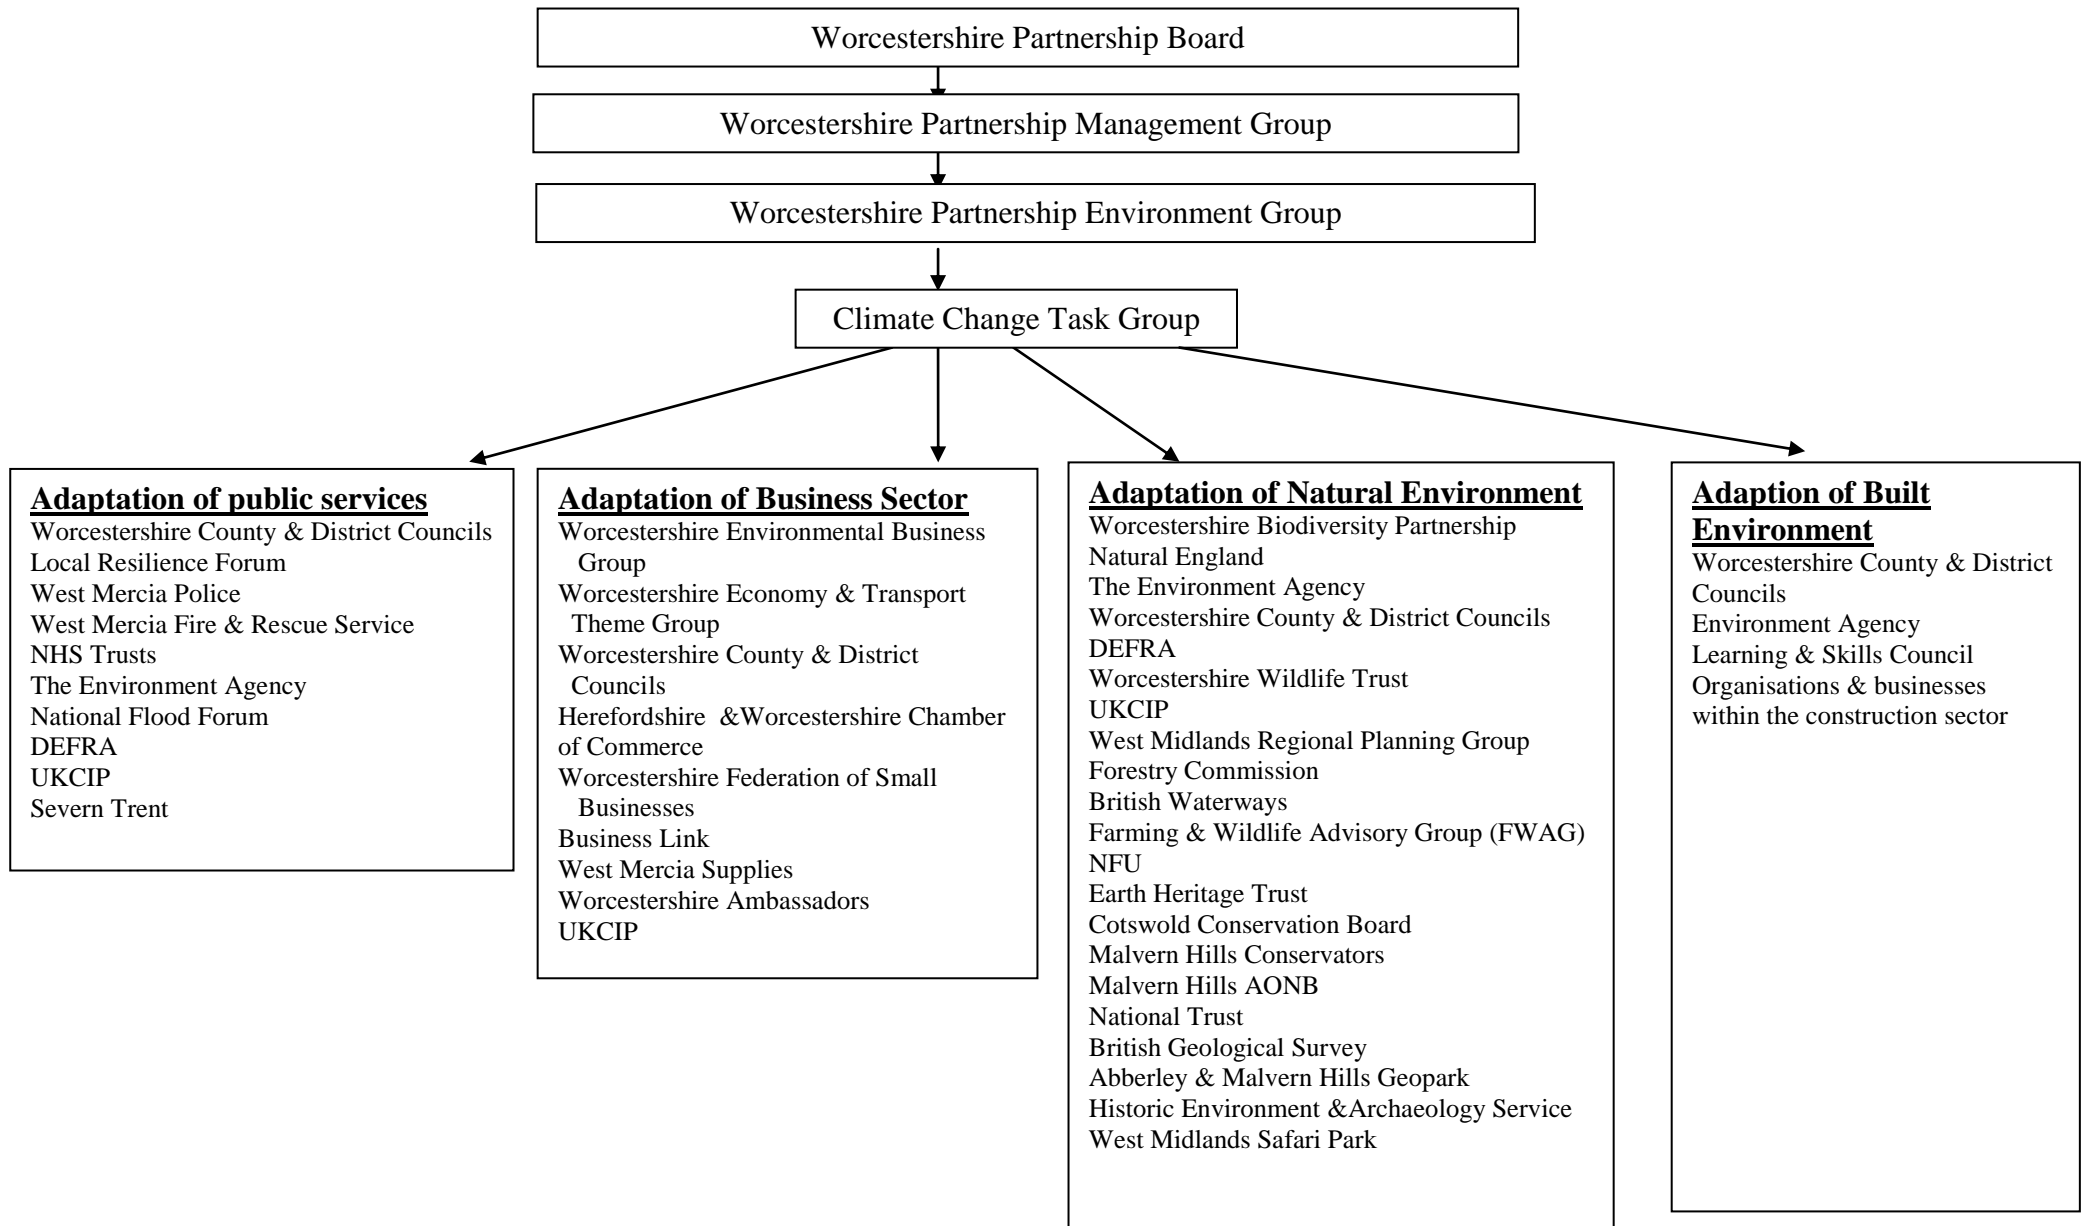 Worcestershire Partnership Board
Worcestershire Partnership Management Group
Worcestershire Partnership Environment Group
Climate Change Task Group
Adaptation of public services
Worcestershire County & District Councils
Local Resilience Forum
West Mercia Police
West Mercia Fire & Rescue Service
NHS Trusts
The Environment Agency
National Flood Forum
DEFRA
UKCIP
Severn Trent
Adaptation of Business Sector
Worcestershire Environmental Business
Group
Worcestershire Economy & Transport
Theme Group
Worcestershire County & District
Councils
Herefordshire &Worcestershire Chamber
of Commerce
Worcestershire Federation of Small
Businesses
Business Link
West Mercia Supplies
Worcestershire Ambassadors
UKCIP
Adaptation of Natural Environment
Worcestershire Biodiversity Partnership
Natural England
The Environment Agency
Worcestershire County & District Councils
DEFRA
Worcestershire Wildlife Trust
UKCIP
West Midlands Regional Planning Group
Forestry Commission
British Waterways
Farming & Wildlife Advisory Group (FWAG)
NFU
Earth Heritage Trust
Cotswold Conservation Board
Malvern Hills Conservators
Malvern Hills AONB
National Trust
British Geological Survey
Abberley & Malvern Hills Geopark
Historic Environment &Archaeology Service
West Midlands Safari Park
Adaption of Built
Environment
Worcestershire County & District
Councils
Environment Agency
Learning & Skills Council
Organisations & businesses
within the construction sector